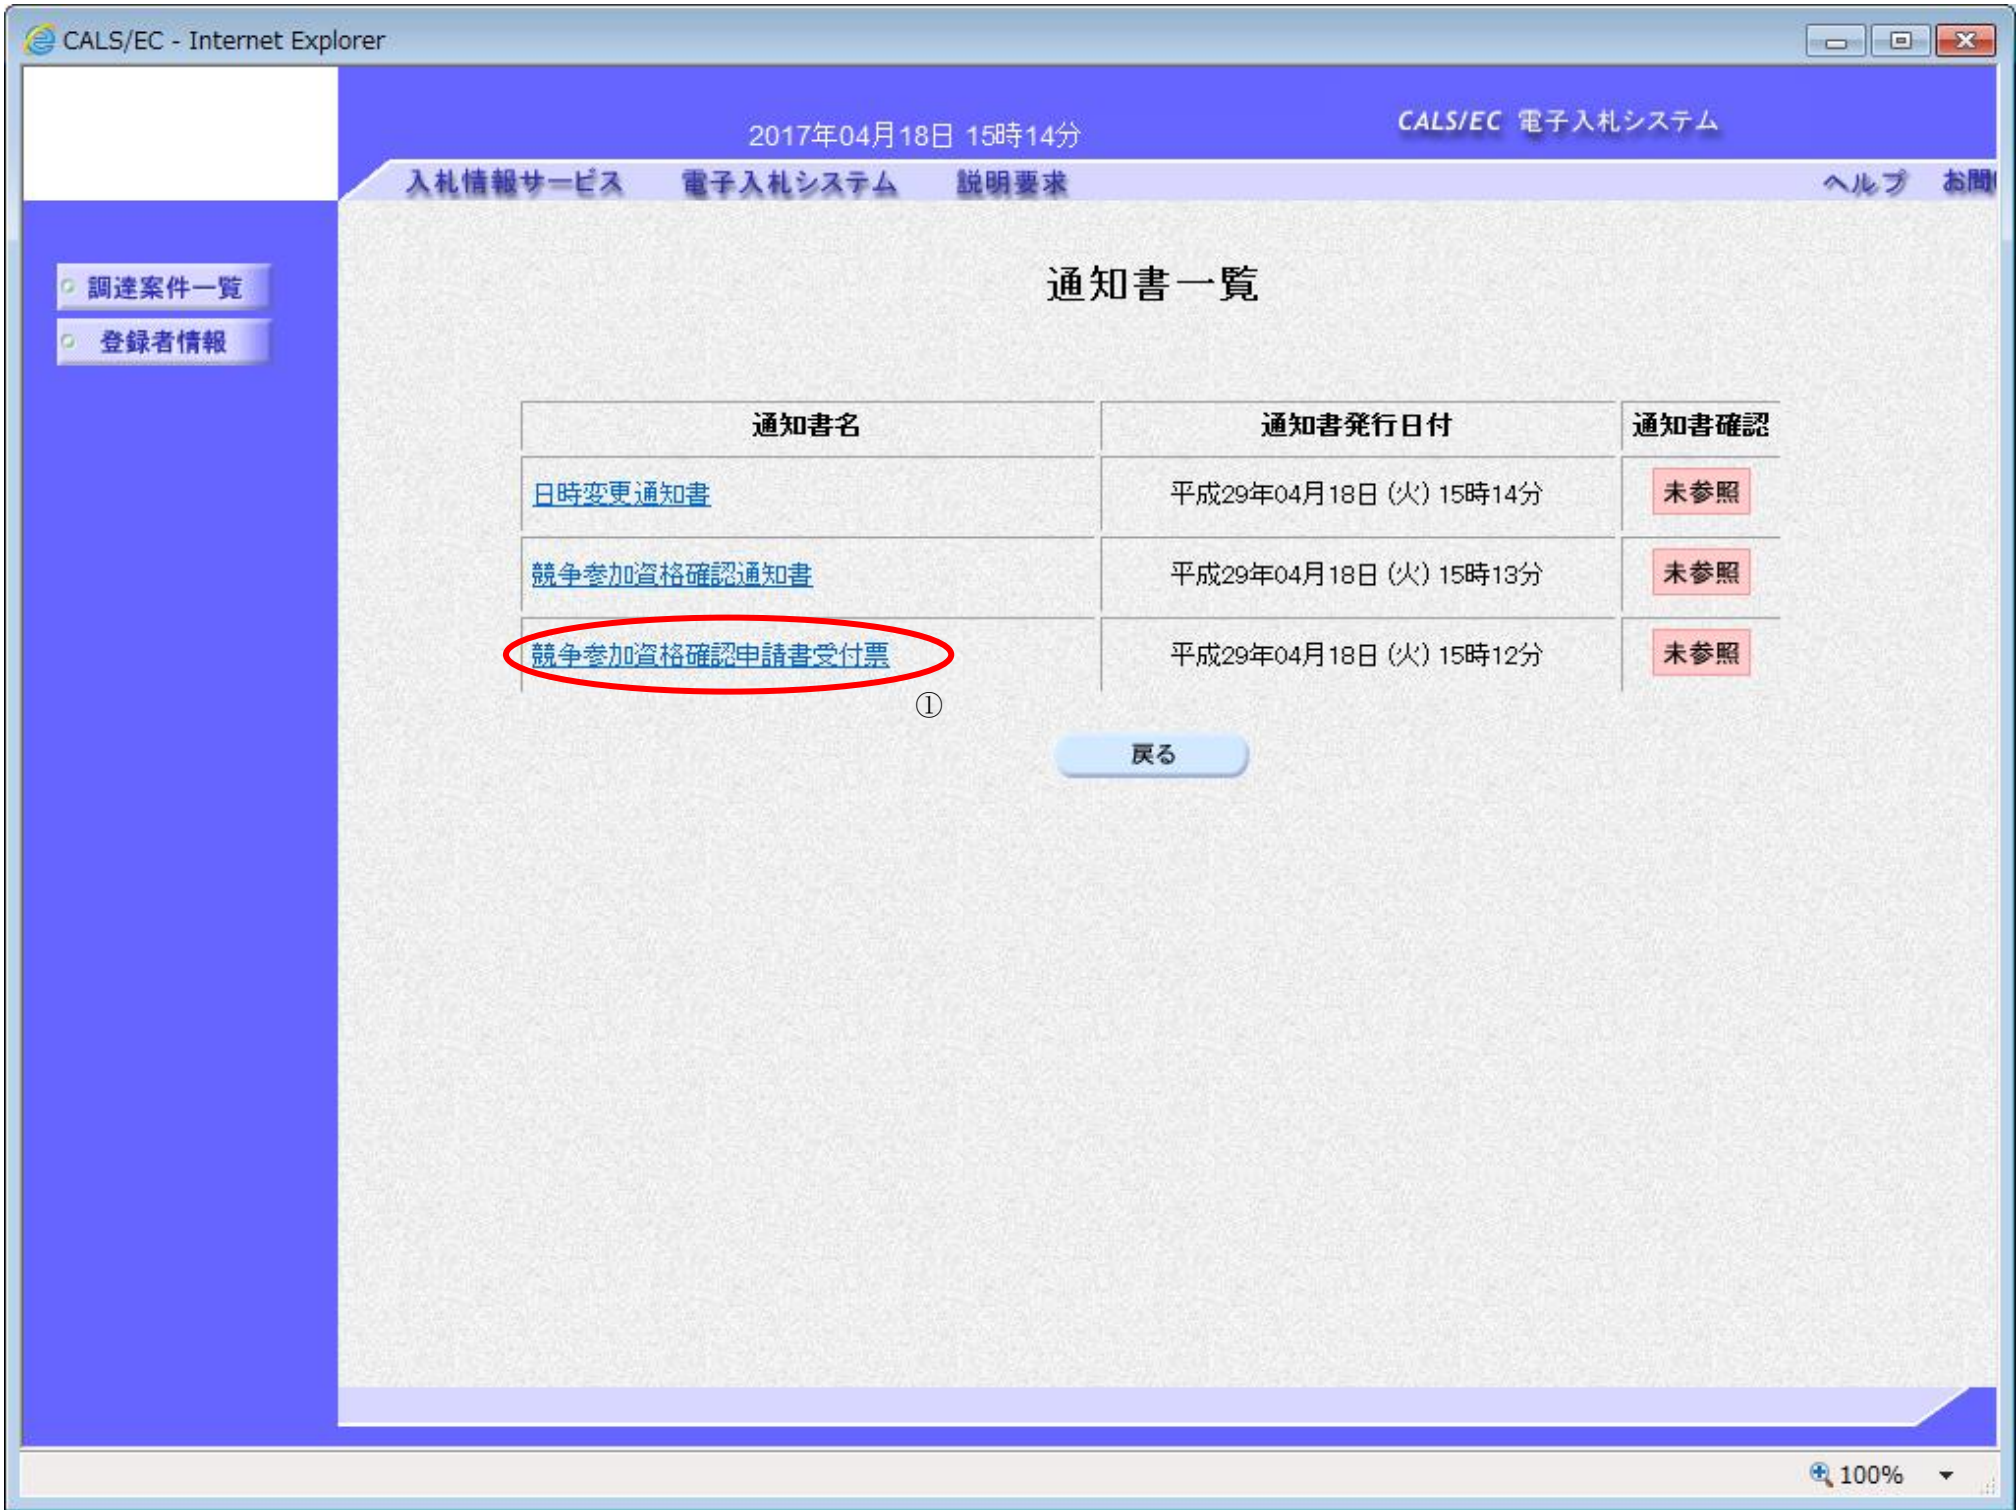 CALS/EC - Internet Explorer
2017年04月18日 15時14分
CALS/EC 電子入札システム
入札情報サービス 電子入札システム 説明要求 ヘルプ お問
調達案件一覧
登録者情報
通知書一覧
通知書名 通知書発行日付 通知書確認
日時変更通知書 平成29年04月18日 (火) 15時14分 未参照
競争参加資格確認通知書 平成29年04月18日 (火) 15時13分 未参照
競争参加資格確認申請書受付票 平成29年04月18日 (火) 15時12分 未参照
①
戻る
100%